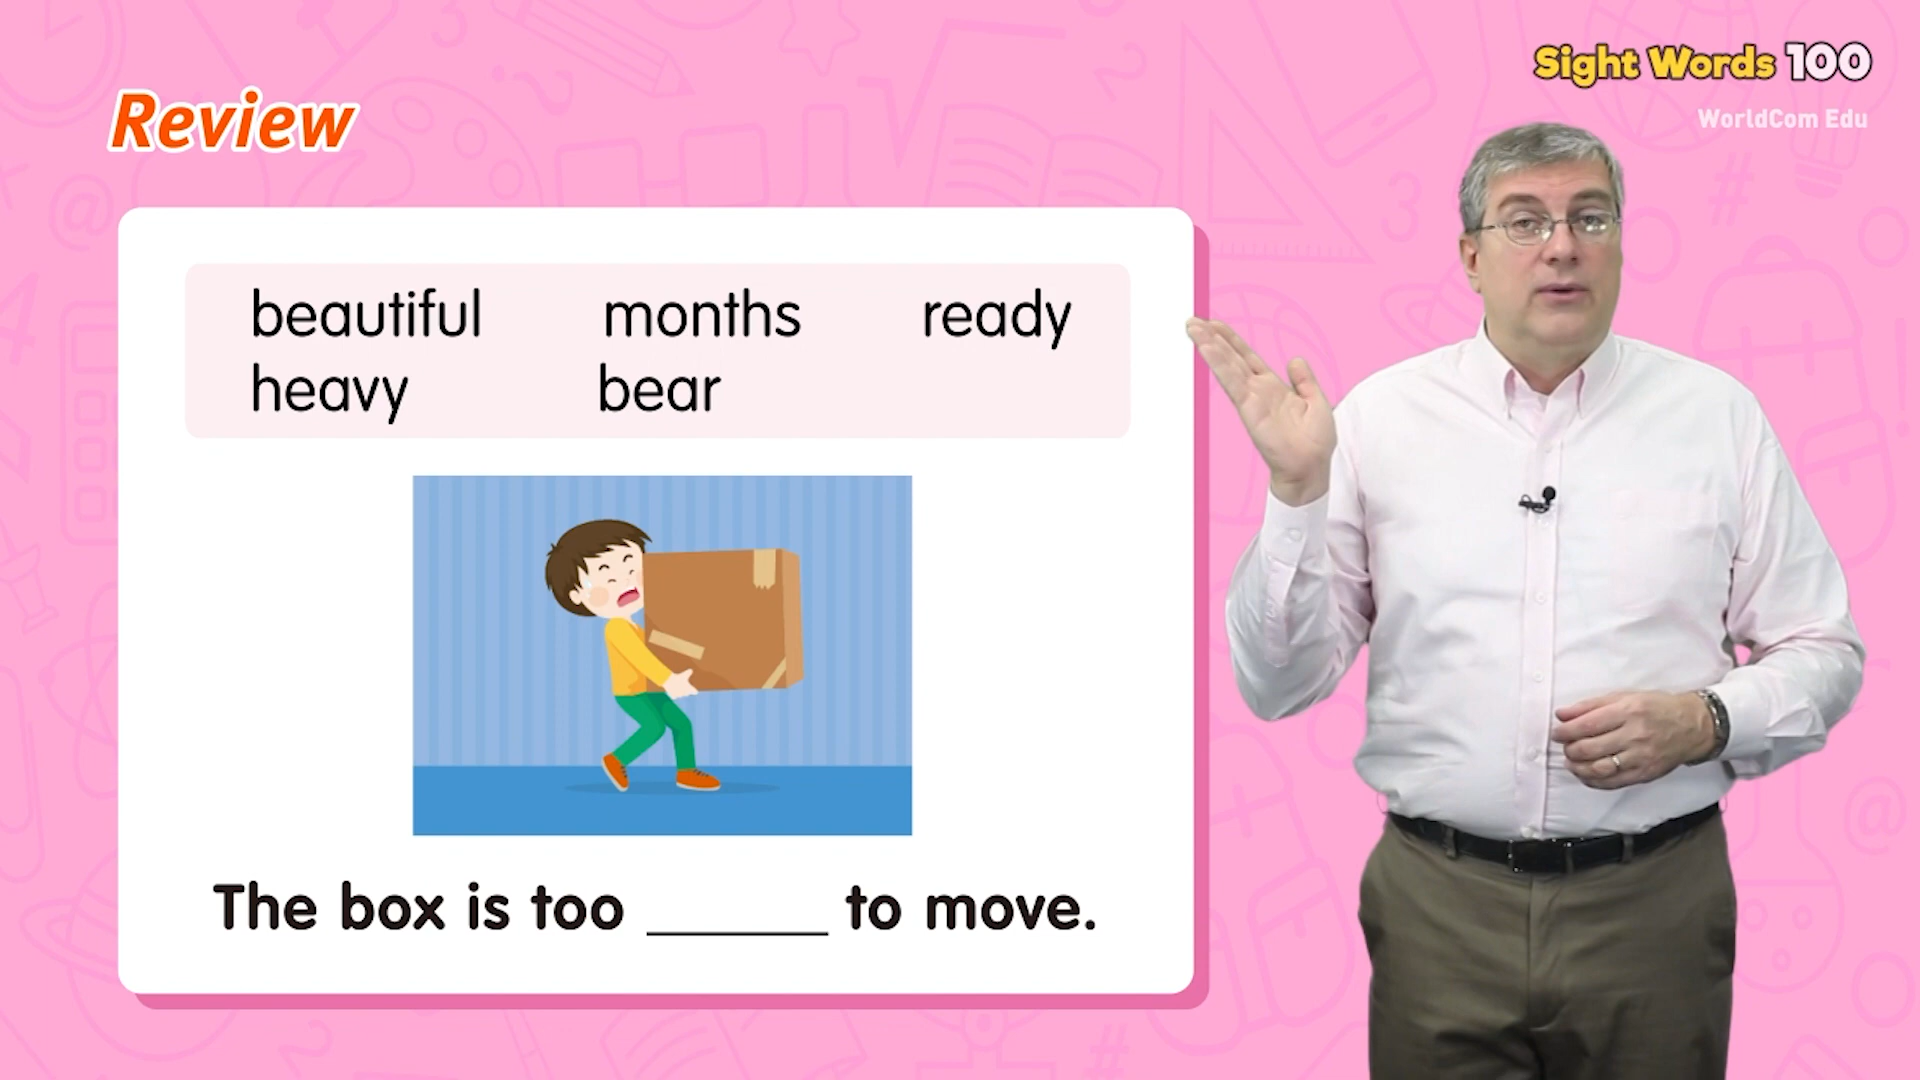 Sight Words 100
WorldCom Edu
Review
beautiful months ready
heavy bear
The box is too ______ to move.